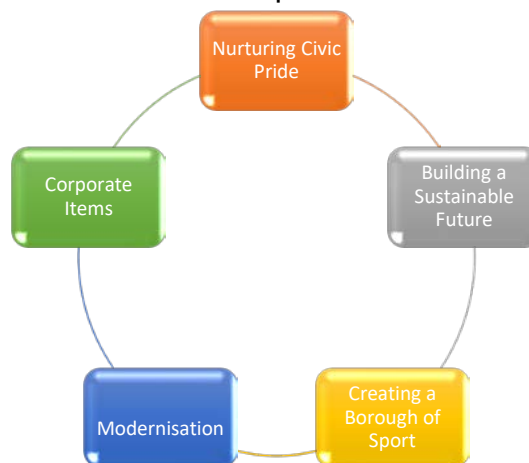 Nurturing Civic
Pride
Building a
Sustainable
Future
Creating a
Borough of
Sport
Modernisation
Corporate
Items